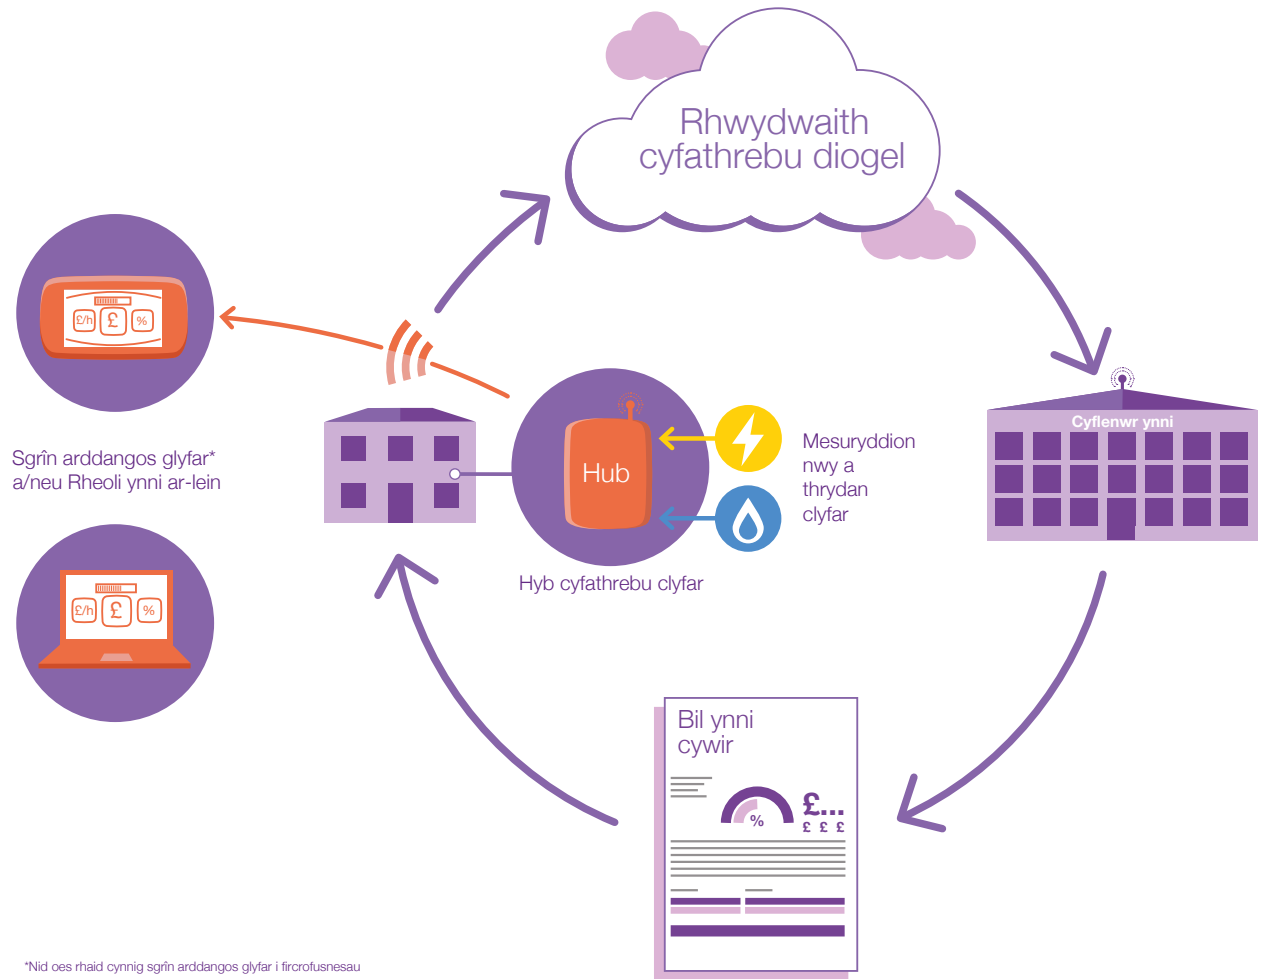 Rhwydwaith
cyfathrebu diogel
£/h £ %
Sgrîn arddangos glyfar*
a/neu Rheoli ynni ar-lein
£/h £ %
Hub
Hyb cyfathrebu clyfar
Mesuryddion
nwy a
thrydan
clyfar
Cyflenwr ynni
Bil ynni
cywir
%
£...
£ £ £
*Nid oes rhaid cynnig sgrîn arddangos glyfar i ficrofusnesau